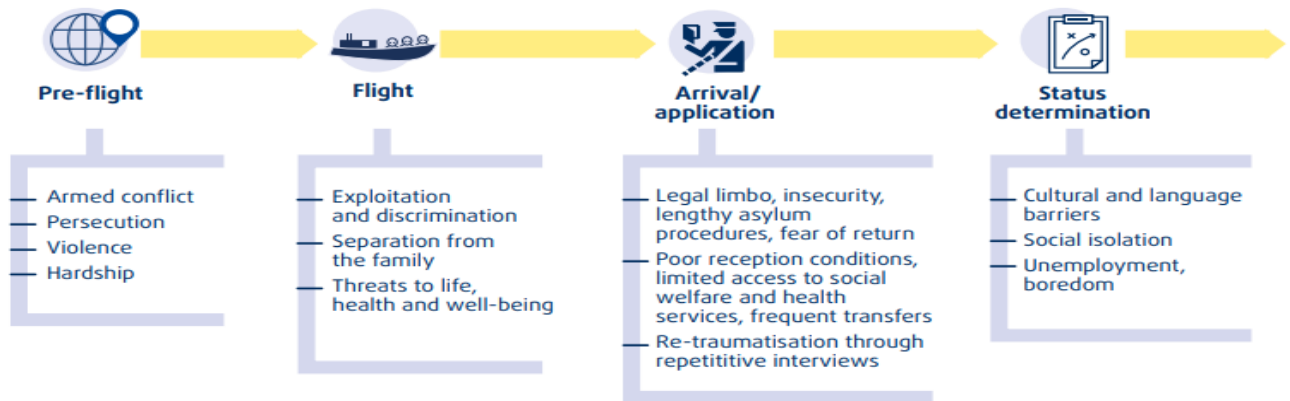 Pre-flight
Armed conflict
Persecution
Violence
Hardship
Flight
Exploitation
and discrimination
Separation from
the family
Threats to life,
health and well-being
Arrival/
application
Legal limbo, insecurity,
lengthy asylum
procedures, fear of return
Poor reception conditions,
limited access to social
welfare and health
services, frequent transfers
Re-traumatisation through
repetititive interviews
Status
determination
Cultural and language
barriers
Social isolation
Unemployment,
boredom